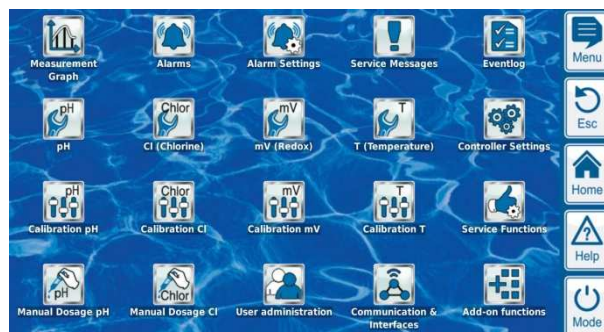 Measurement
Graph
Alarms
Alarm Settings
Service Messages
Eventlog
Menu
pH
Chlor
mV
T
pH
Cl (Chlorine)
mV (Redox)
T (Temperature)
Controller Settings
Esc
Home
pH
Chlor
mV
T
Calibration pH
Calibration Cl
Calibration mV
Calibration T
Service Functions
Help
pH
Chlor
Manual Dosage pH
Manual Dosage Cl
User administration
Communication &
Interfaces
Add-on functions
Mode